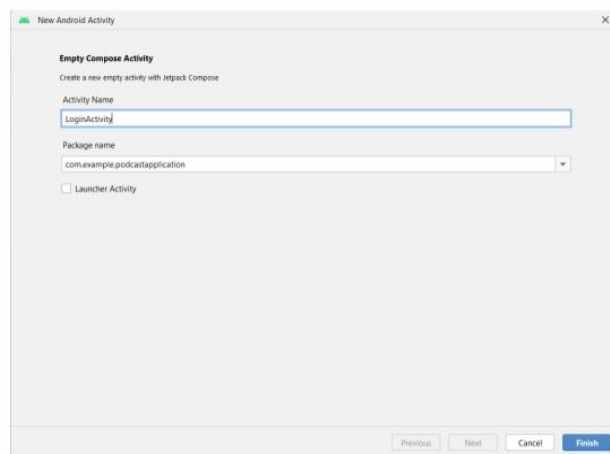 New Android Activity
Empty Compose Activity
Create a new empty activity with Jetpack Compose
Activity Name
LoginActivity
Package name
com.example.podcastapplication
Launcher Activity
Previous Next Cancel Finish